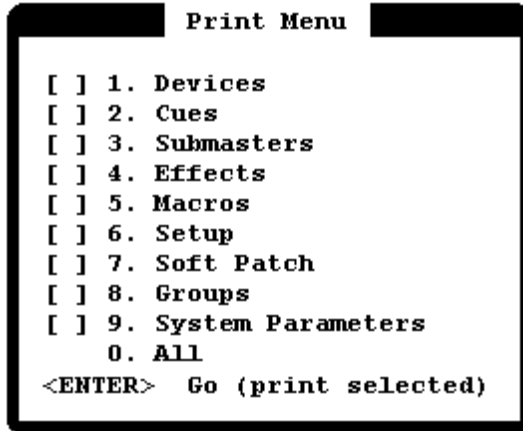 Print Menu
[ ] 1. Devices
[ ] 2. Cues
[ ] 3. Submasters
[ ] 4. Effects
[ ] 5. Macros
[ ] 6. Setup
[ ] 7. Soft Patch
[ ] 8. Groups
[ ] 9. System Parameters
0. All
<ENTER> Go (print selected)